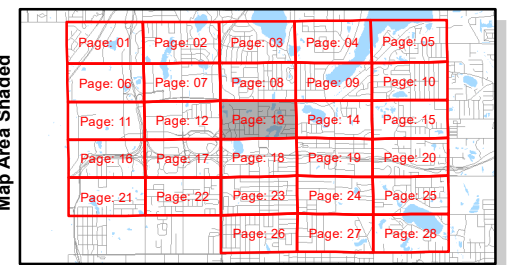 Map Area Shaded
Page: 01 Page: 02 Page: 03 Page: 04 Page: 05
Page: 06 Page: 07 Page: 08 Page: 09 Page: 10
Page: 11 Page: 12 Page: 13 Page: 14 Page: 15
Page: 16 Page: 17 Page: 18 Page: 19 Page: 20
Page: 21 Page: 22 Page: 23 Page: 24 Page: 25
Page: 26 Page: 27 Page: 28